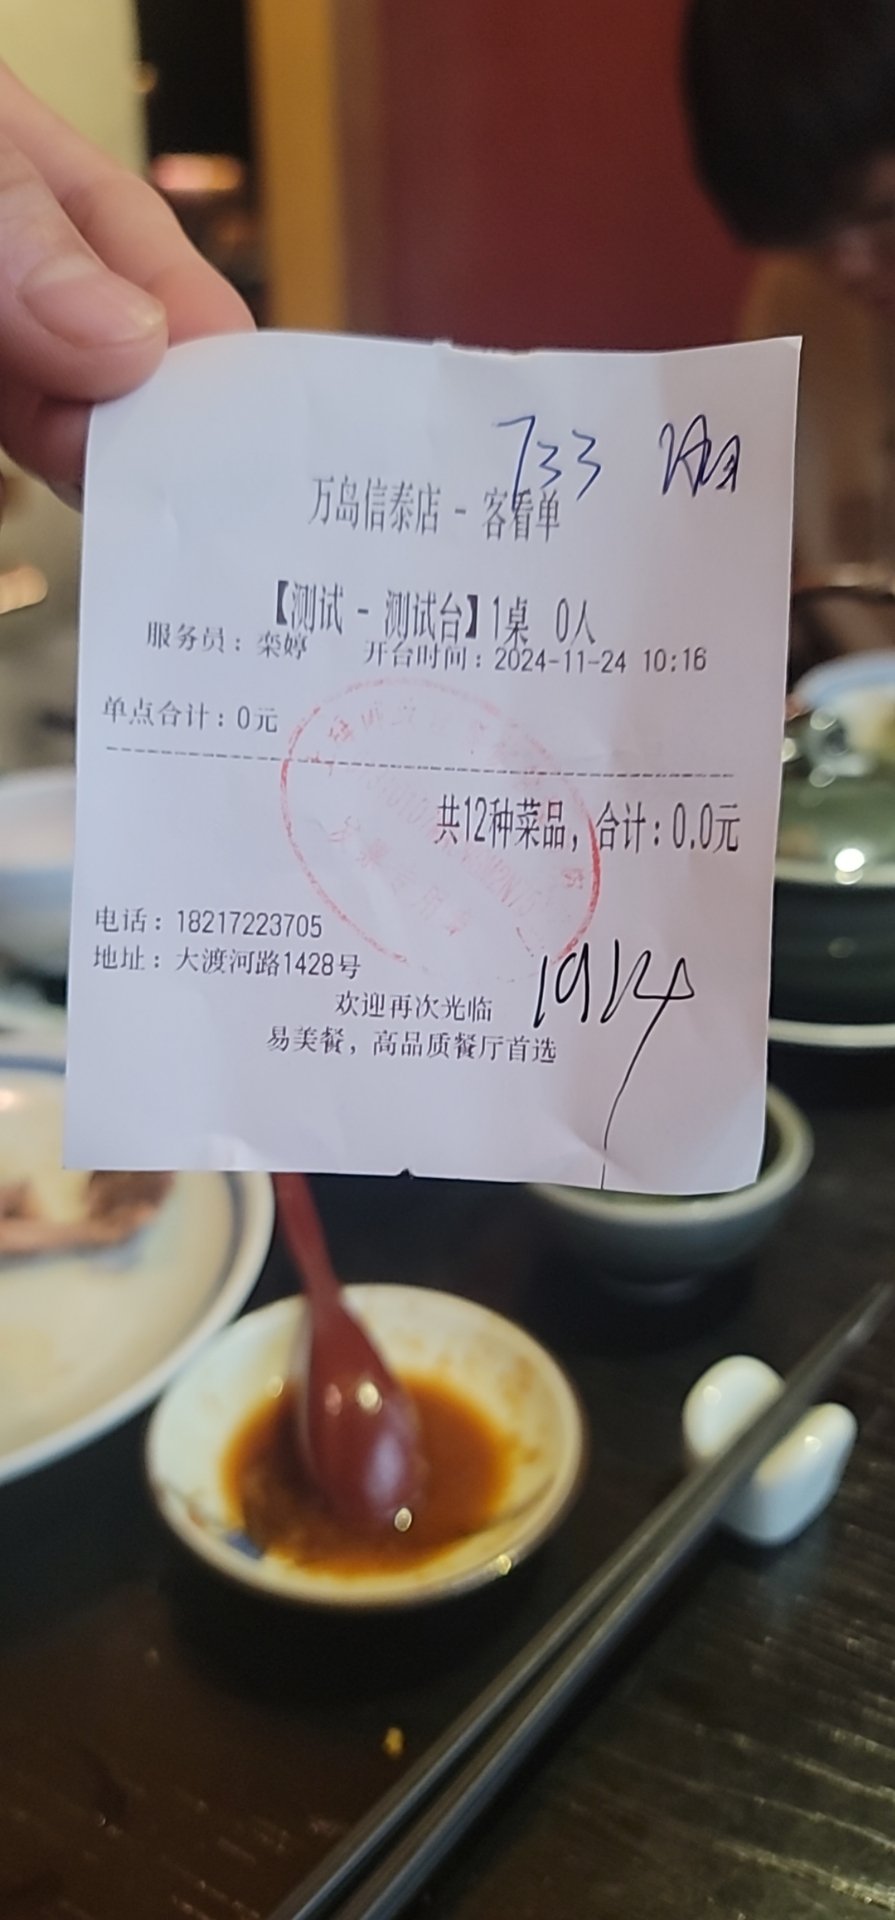 733
万岛信泰店 - 客看单
【测试 - 测试台】1桌 0人
服务员：栾婷 开台时间：2024-11-24 10:16
单点合计：0元
共12种菜品，合计：0.0元
电话：18217223705
地址：大渡河路1428号
1914
欢迎再次光临
易美餐，高品质餐厅首选